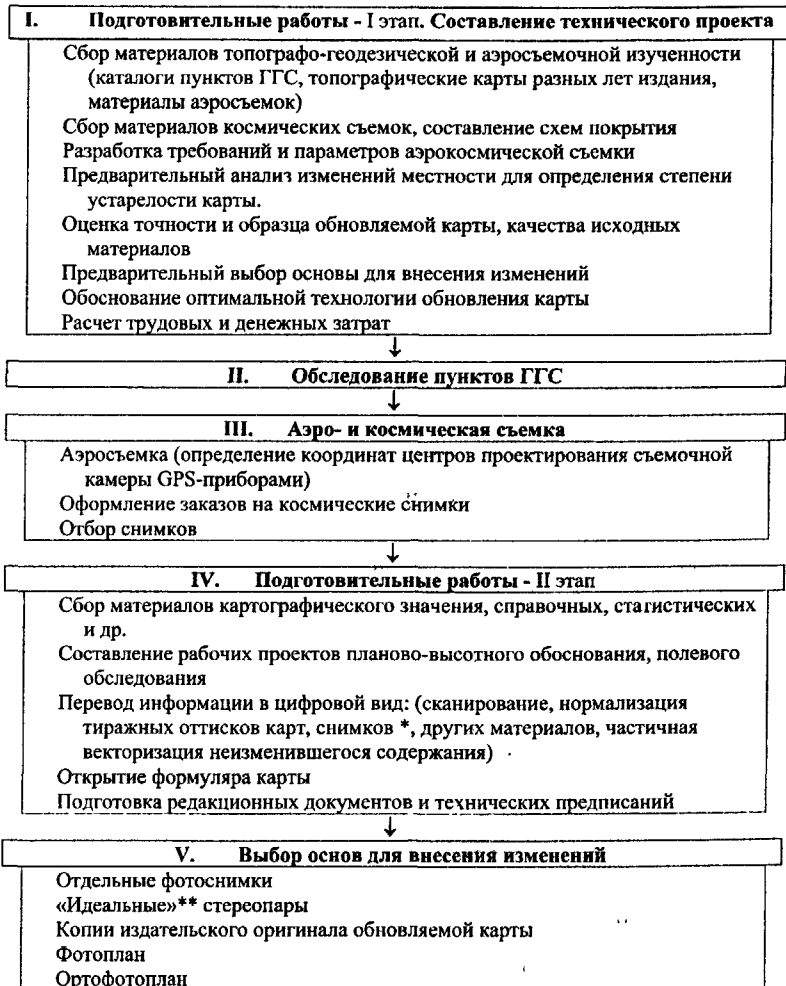 I. Подготовительные работы - I этап. Составление технического проекта
Сбор материалов топографо-геодезической и аэросъемочной изученности
(каталоги пунктов ГГС, топографические карты разных лет издания,
материалы аэросъемок)
Сбор материалов космических съемок, составление схем покрытия
Разработка требований и параметров аэрокосмической съемки
Предварительный анализ изменений местности для определения степени
устарелости карты.
Оценка точности и образца обновляемой карты, качества исходных
материалов
Предварительный выбор основы для внесения изменений
Обоснование оптимальной технологии обновления карты
Расчет трудовых и денежных затрат
↓
II. Обследование пунктов ГГС
↓
III. Аэро- и космическая съемка
Аэросъемка (определение координат центров проектирования съемочной
камеры GPS-приборами)
Оформление заказов на космические снимки
Отбор снимков
↓
IV. Подготовительные работы - II этап
Сбор материалов картографического значения, справочных, статистических
и др.
Составление рабочих проектов планово-высотного обоснования, полевого
обследования
Перевод информации в цифровой вид: (сканирование, нормализация
тиражных оттисков карт, снимков *, других материалов, частичная
векторизация неизменившегося содержания)
Открытие формуляра карты
Подготовка редакционных документов и технических предписаний
↓
V. Выбор основ для внесения изменений
Отдельные фотоснимки
«Идеальные»** стереопары
Копии издательского оригинала обновляемой карты
Фотоплан
Ортофотоплан